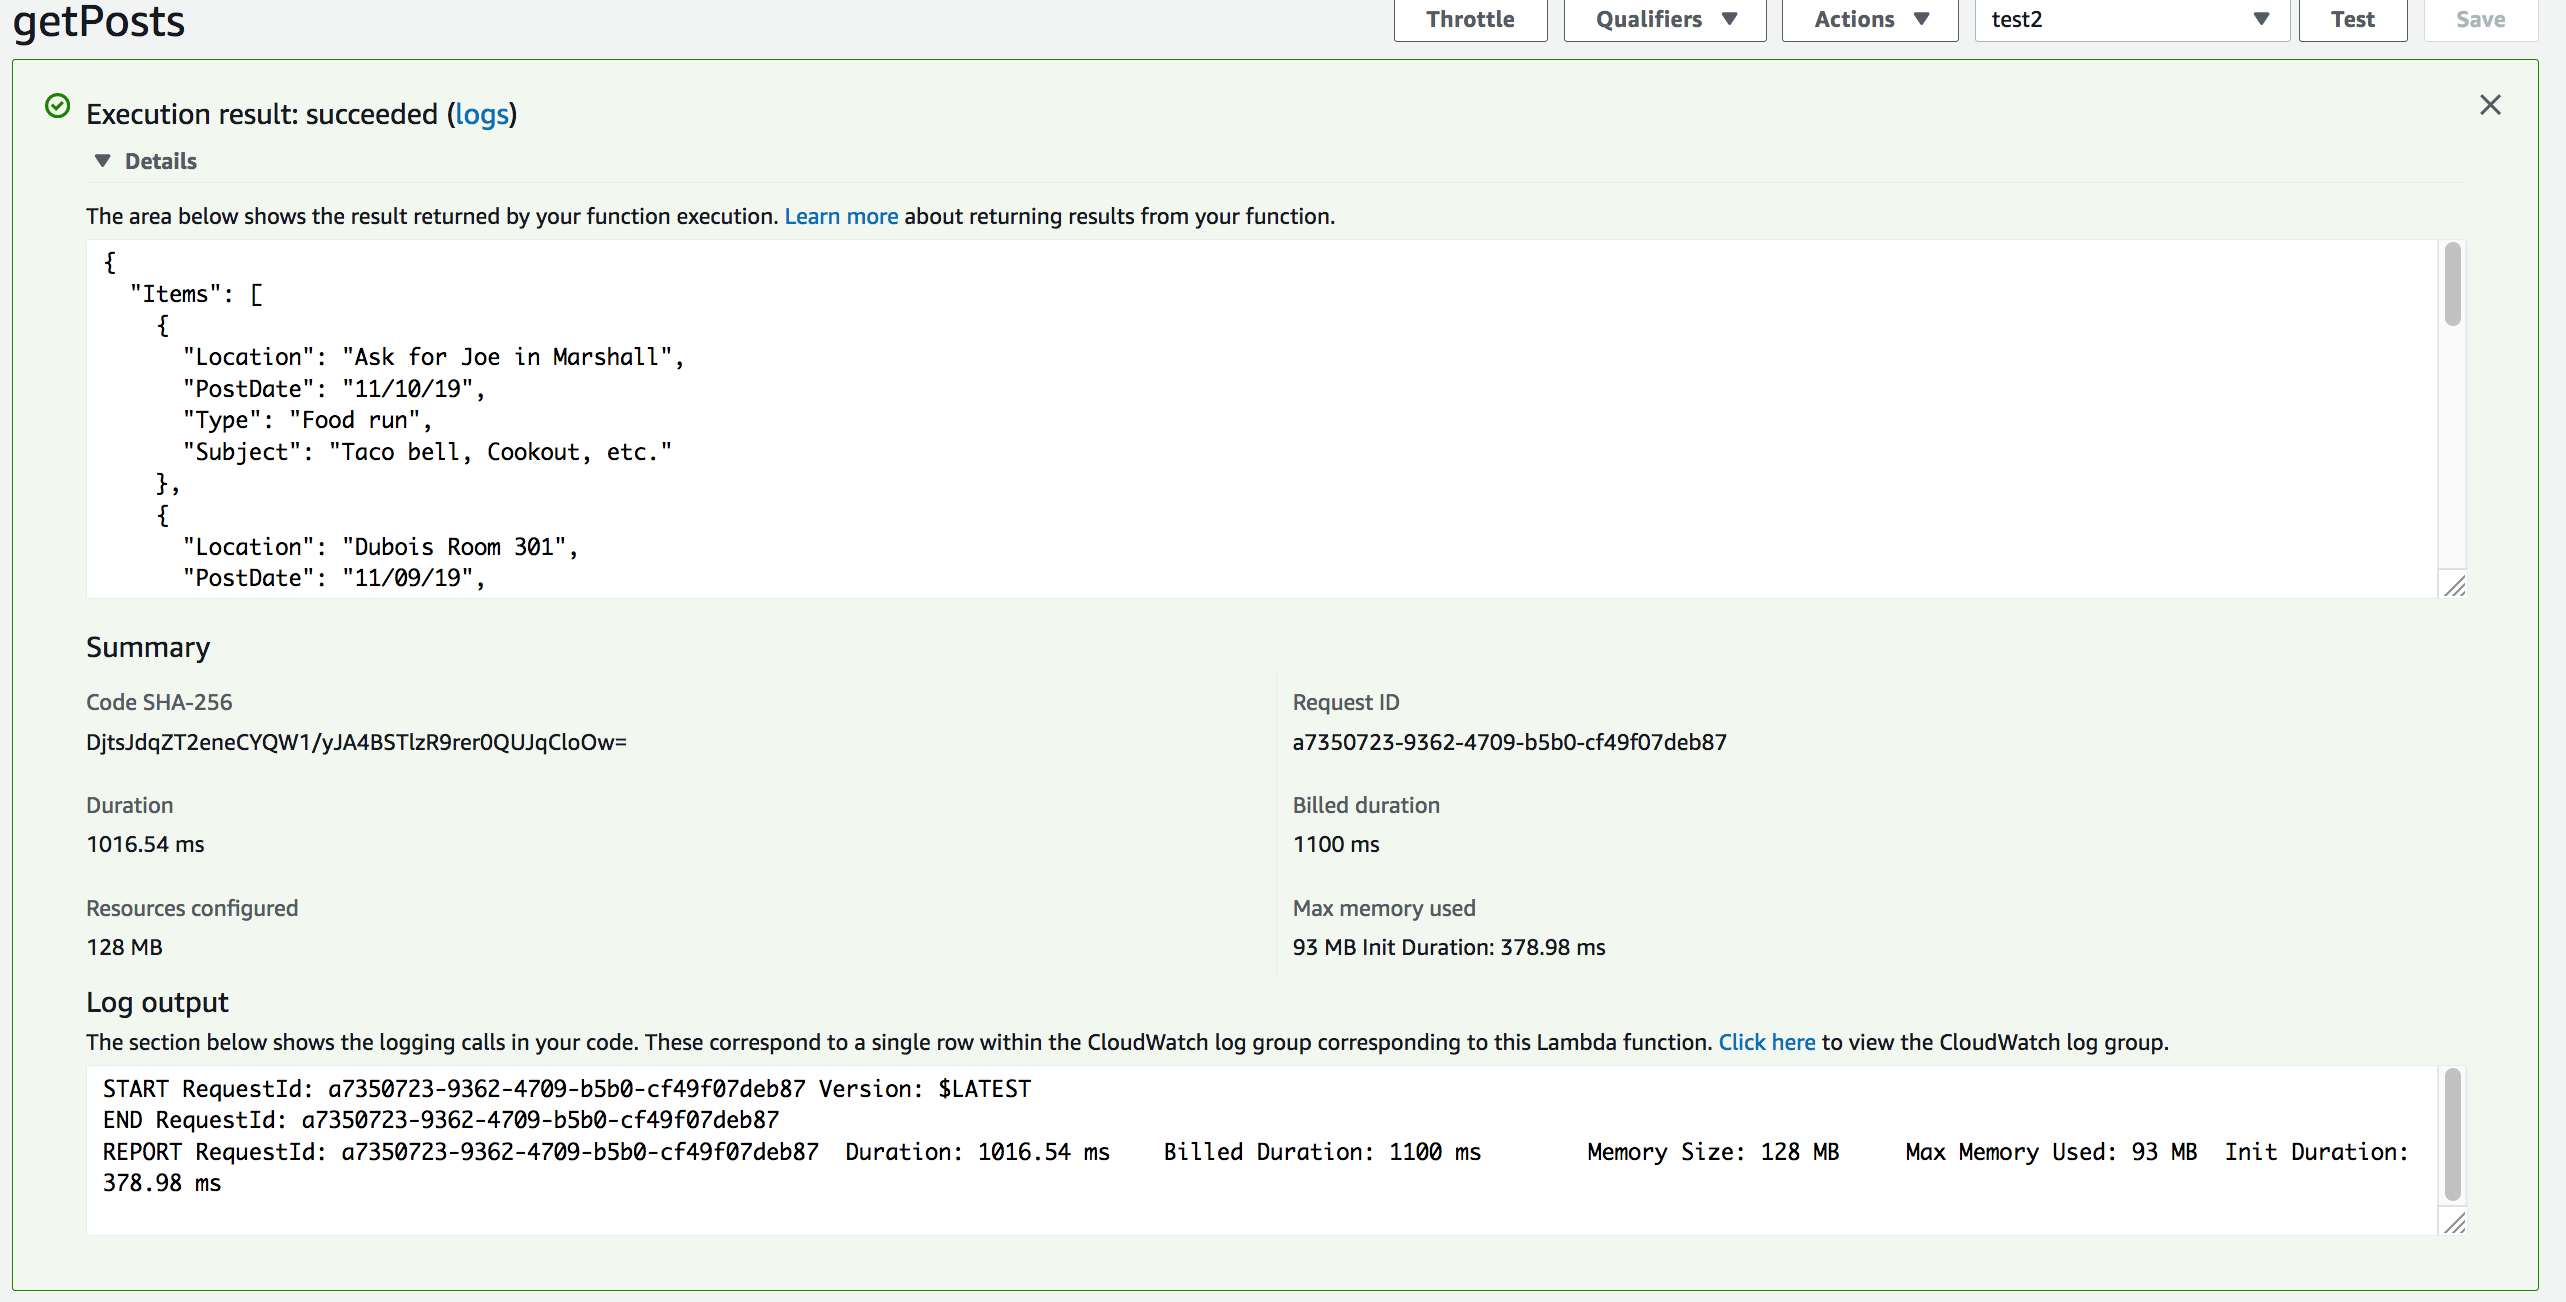 getPosts
Throttle
Qualifiers
Actions
test2
Test
Save
Execution result: succeeded (logs)
Details
The area below shows the result returned by your function execution. Learn more about returning results from your function.
{
"Items": [
{
"Location": "Ask for Joe in Marshall",
"PostDate": "11/10/19",
"Type": "Food run",
"Subject": "Taco bell, Cookout, etc."
},
{
"Location": "Dubois Room 301",
"PostDate": "11/09/19",
Summary
Code SHA-256
DjtsJdqZT2eneCYQW1/yJA4BSTlzR9rer0QUJqCloOw=
Request ID
a7350723-9362-4709-b5b0-cf49f07deb87
Duration
1016.54 ms
Billed duration
1100 ms
Resources configured
128 MB
Max memory used
93 MB Init Duration: 378.98 ms
Log output
The section below shows the logging calls in your code. These correspond to a single row within the CloudWatch log group corresponding to this Lambda function. Click here to view the CloudWatch log group.
START RequestId: a7350723-9362-4709-b5b0-cf49f07deb87 Version: $LATEST
END RequestId: a7350723-9362-4709-b5b0-cf49f07deb87
REPORT RequestId: a7350723-9362-4709-b5b0-cf49f07deb87 Duration: 1016.54 ms Billed Duration: 1100 ms Memory Size: 128 MB Max Memory Used: 93 MB Init Duration:
378.98 ms